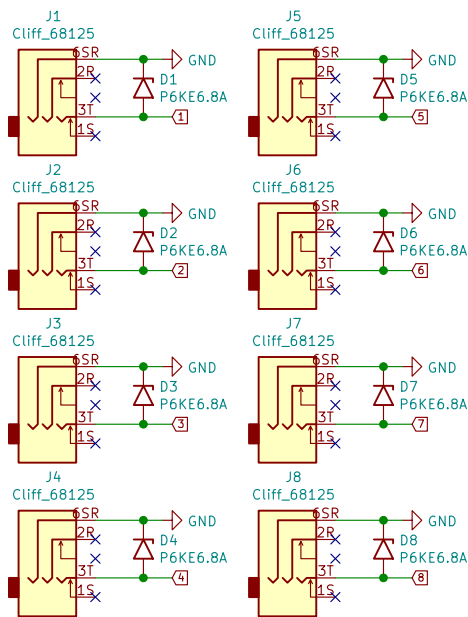 J1
Cliff_68125
6SR
GND
2R
D1
P6KE6.8A
3T
1
1S
J5
Cliff_68125
6SR
GND
2R
D5
P6KE6.8A
3T
5
1S
J2
Cliff_68125
6SR
GND
2R
D2
P6KE6.8A
3T
2
1S
J6
Cliff_68125
6SR
GND
2R
D6
P6KE6.8A
3T
6
1S
J3
Cliff_68125
6SR
GND
2R
D3
P6KE6.8A
3T
3
1S
J7
Cliff_68125
6SR
GND
2R
D7
P6KE6.8A
3T
7
1S
J4
Cliff_68125
6SR
GND
2R
D4
P6KE6.8A
3T
4
1S
J8
Cliff_68125
6SR
GND
2R
D8
P6KE6.8A
3T
8
1S